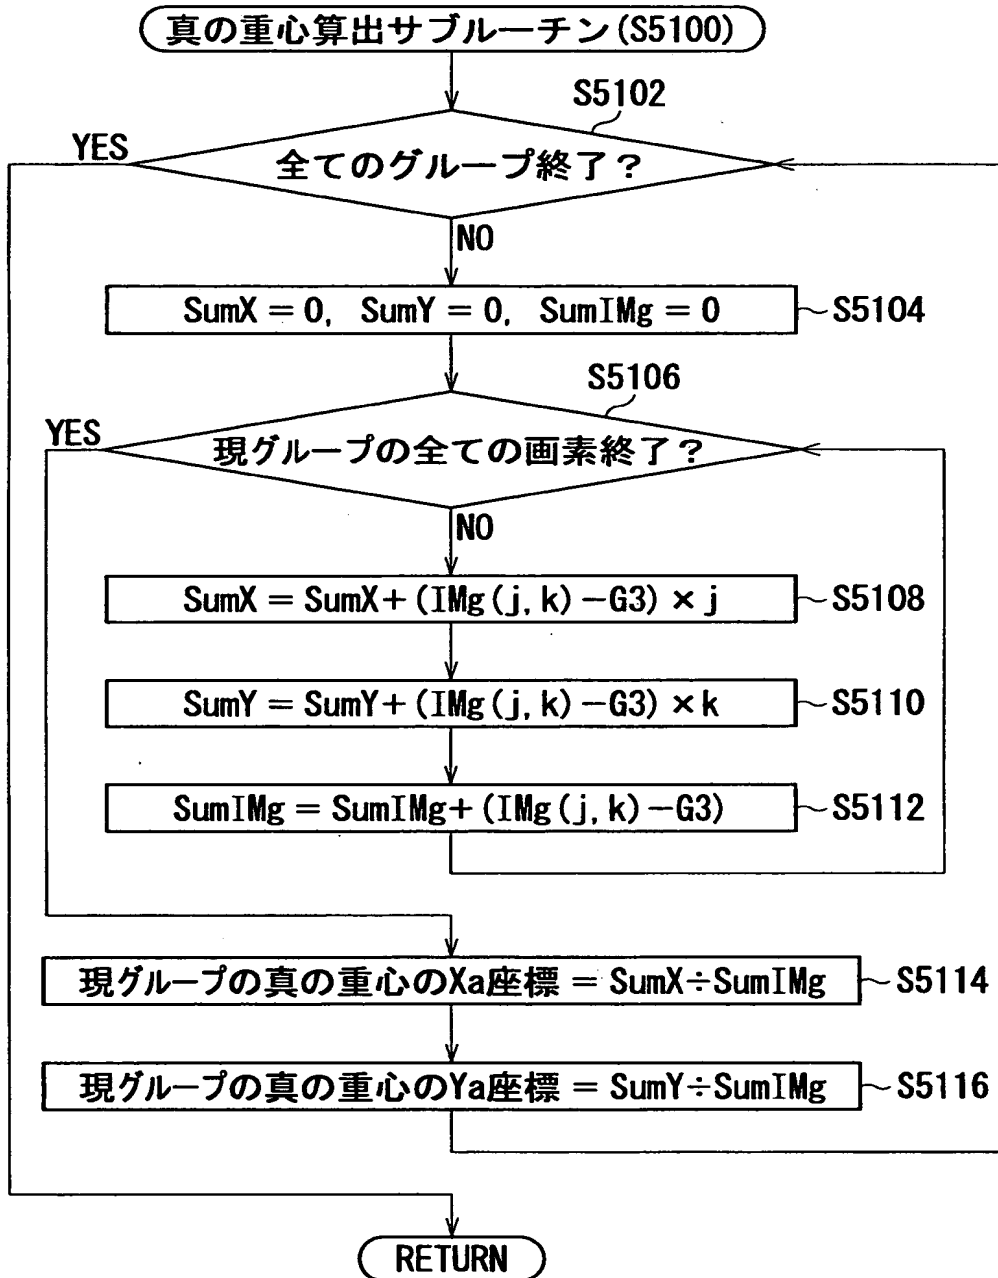 真の重心算出サブルーチン(S5100)
S5102
YES
全てのグループ終了？
NO
SumX = 0, SumY = 0, SumIMg = 0
S5104
S5106
YES
現グループの全ての画素終了？
NO
SumX = SumX+(IMg(j,k)-G3)×j
S5108
SumY = SumY+(IMg(j,k)-G3)×k
S5110
SumIMg = SumIMg+(IMg(j,k)-G3)
S5112
現グループの真の重心のXa座標 = SumX÷SumIMg
S5114
現グループの真の重心のYa座標 = SumY÷SumIMg
S5116
RETURN